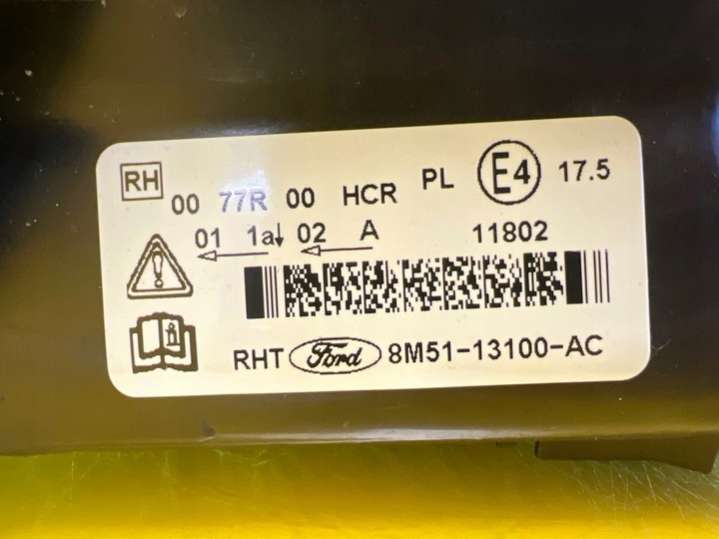 RH 00 77R 00 HCR PL E4 17.5
01 1a↓ 02 A 11802
RHT Ford 8M51-13100-AC